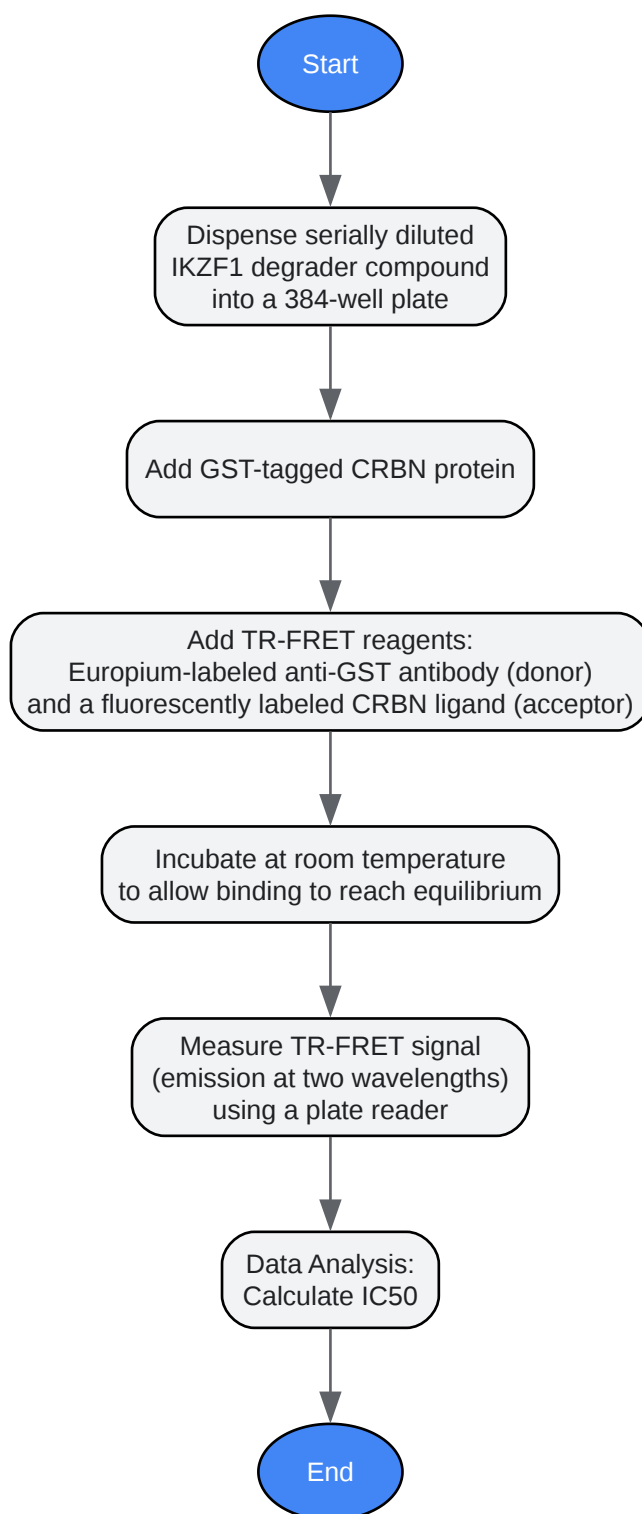 Start
Dispense serially diluted
IKZF1 degrader compound
into a 384-well plate
Add GST-tagged CRBN protein
Add TR-FRET reagents:
Europium-labeled anti-GST antibody (donor)
and a fluorescently labeled CRBN ligand (acceptor)
Incubate at room temperature
to allow binding to reach equilibrium
Measure TR-FRET signal
(emission at two wavelengths)
using a plate reader
Data Analysis:
Calculate IC50
End